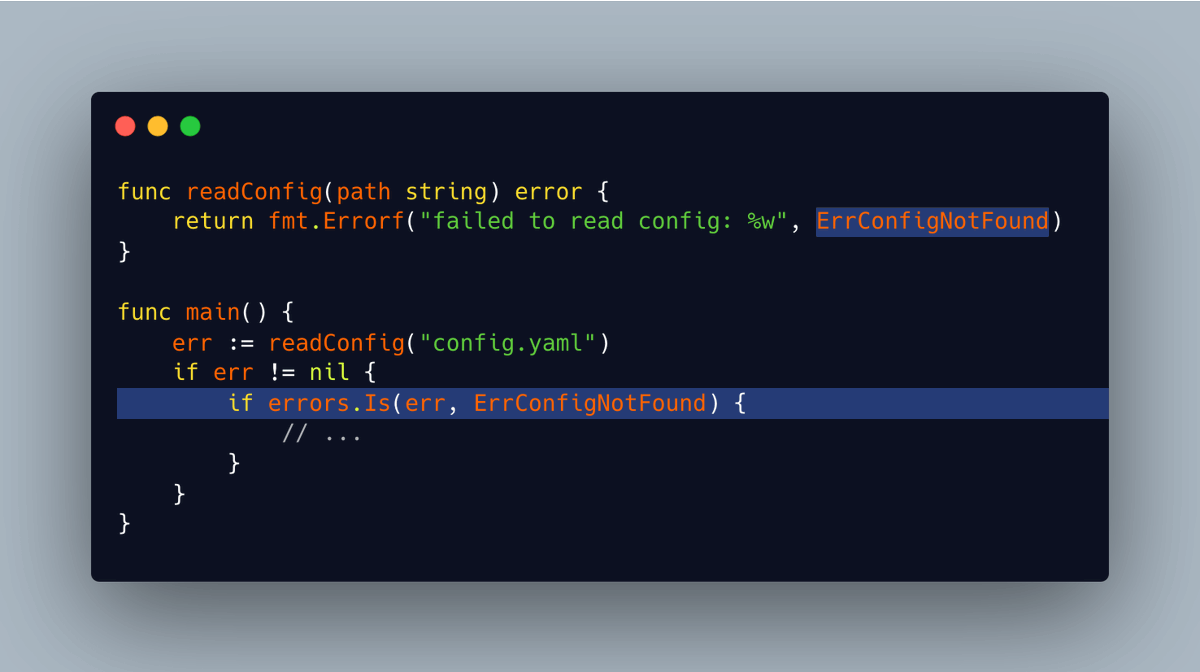 func readConfig(path string) error {
    return fmt.Errorf("failed to read config: %w", ErrConfigNotFound)
}

func main() {
    err := readConfig("config.yaml")
    if err != nil {
        if errors.Is(err, ErrConfigNotFound) {
            // ...
        }
    }
}